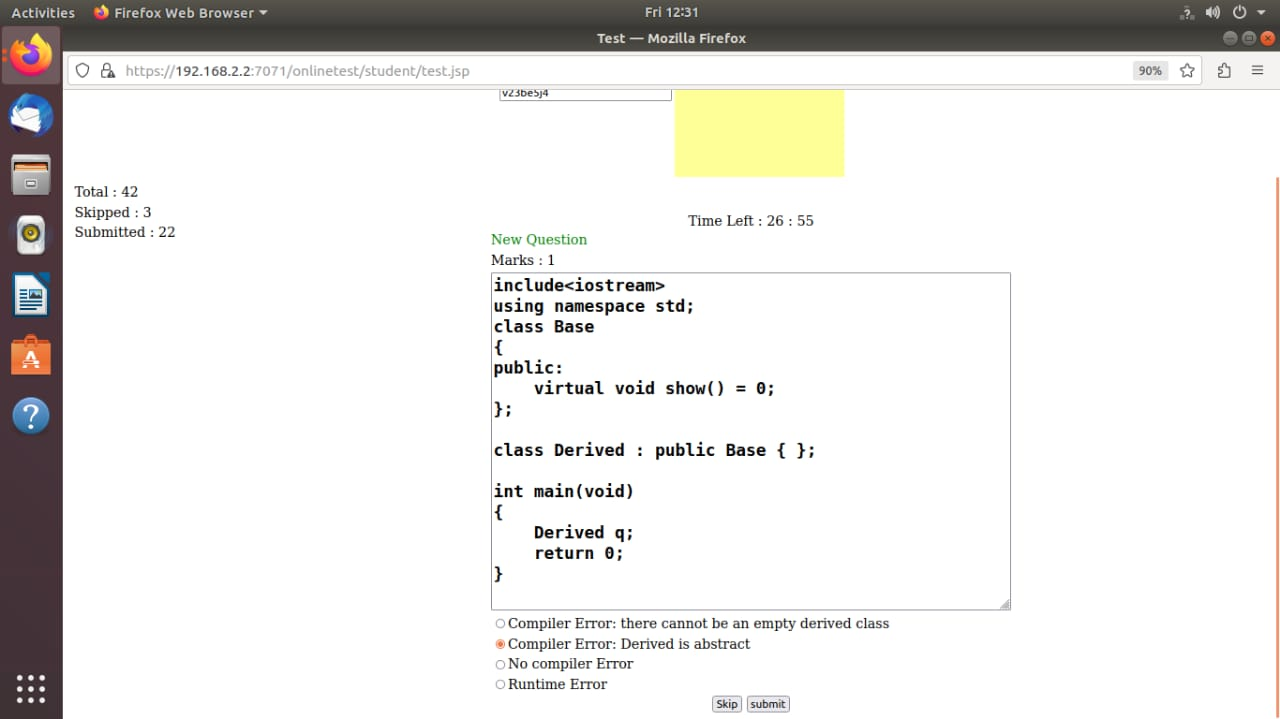 Activities Firefox Web Browser Fri 12:31
Test — Mozilla Firefox
https://192.168.2.2:7071/onlinetest/student/test.jsp 90%
v23be5j4
Total : 42
Skipped : 3
Time Left : 26 : 55
Submitted : 22
New Question
Marks : 1
include<iostream>
using namespace std;
class Base
{
public:
    virtual void show() = 0;
};
class Derived : public Base { };
int main(void)
{
    Derived q;
    return 0;
}
Compiler Error: there cannot be an empty derived class
Compiler Error: Derived is abstract
No compiler Error
Runtime Error
Skip submit